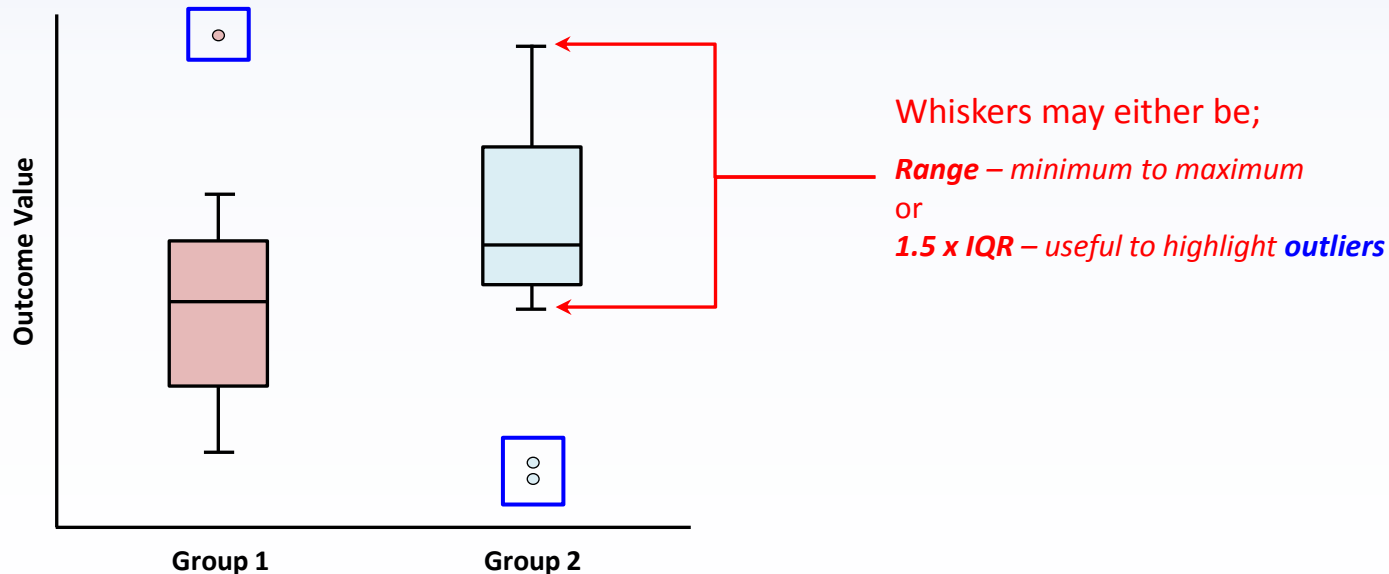 Outcome Value
Group 1
Group 2
Whiskers may either be;
Range – minimum to maximum
or
1.5 x IQR – useful to highlight outliers